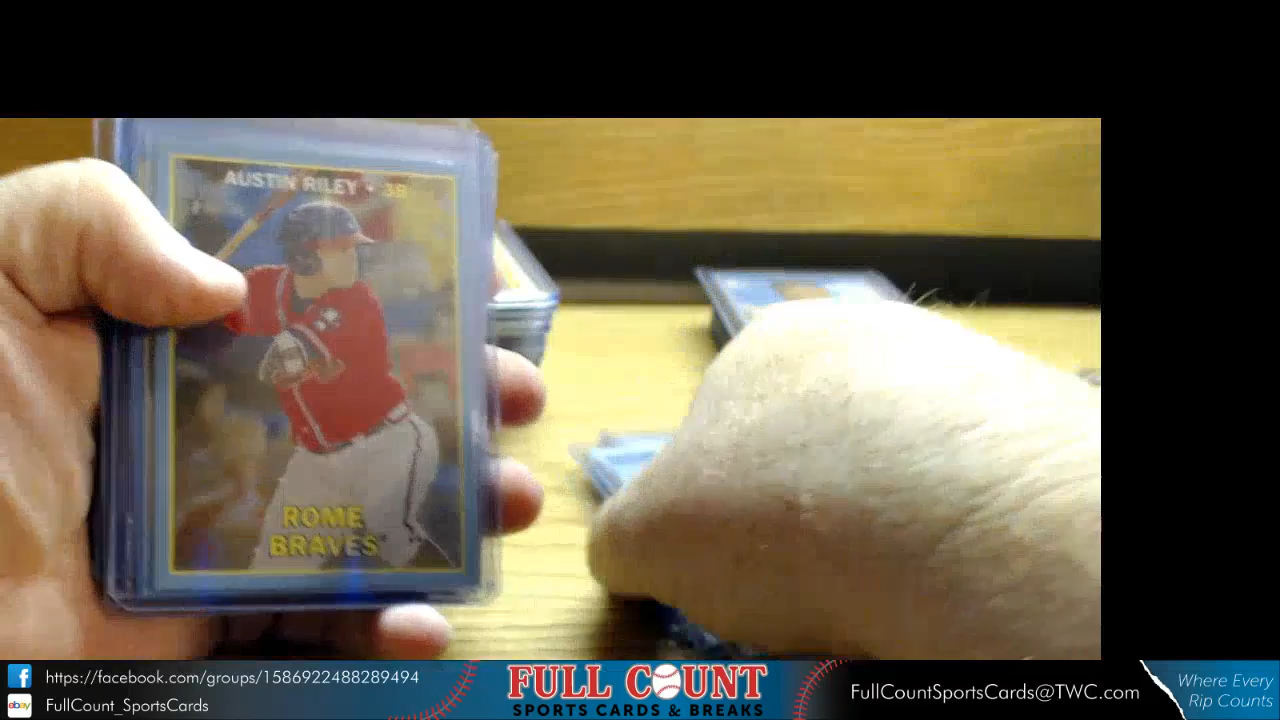 AUSTIN RILEY • 3B
ROME
BRAVES
https://facebook.com/groups/1586922488289494
FullCount_SportsCards
FULL COUNT
SPORTS CARDS & BREAKS
FullCountSportsCards@TWC.com
Where Every
Rip Counts
ebay